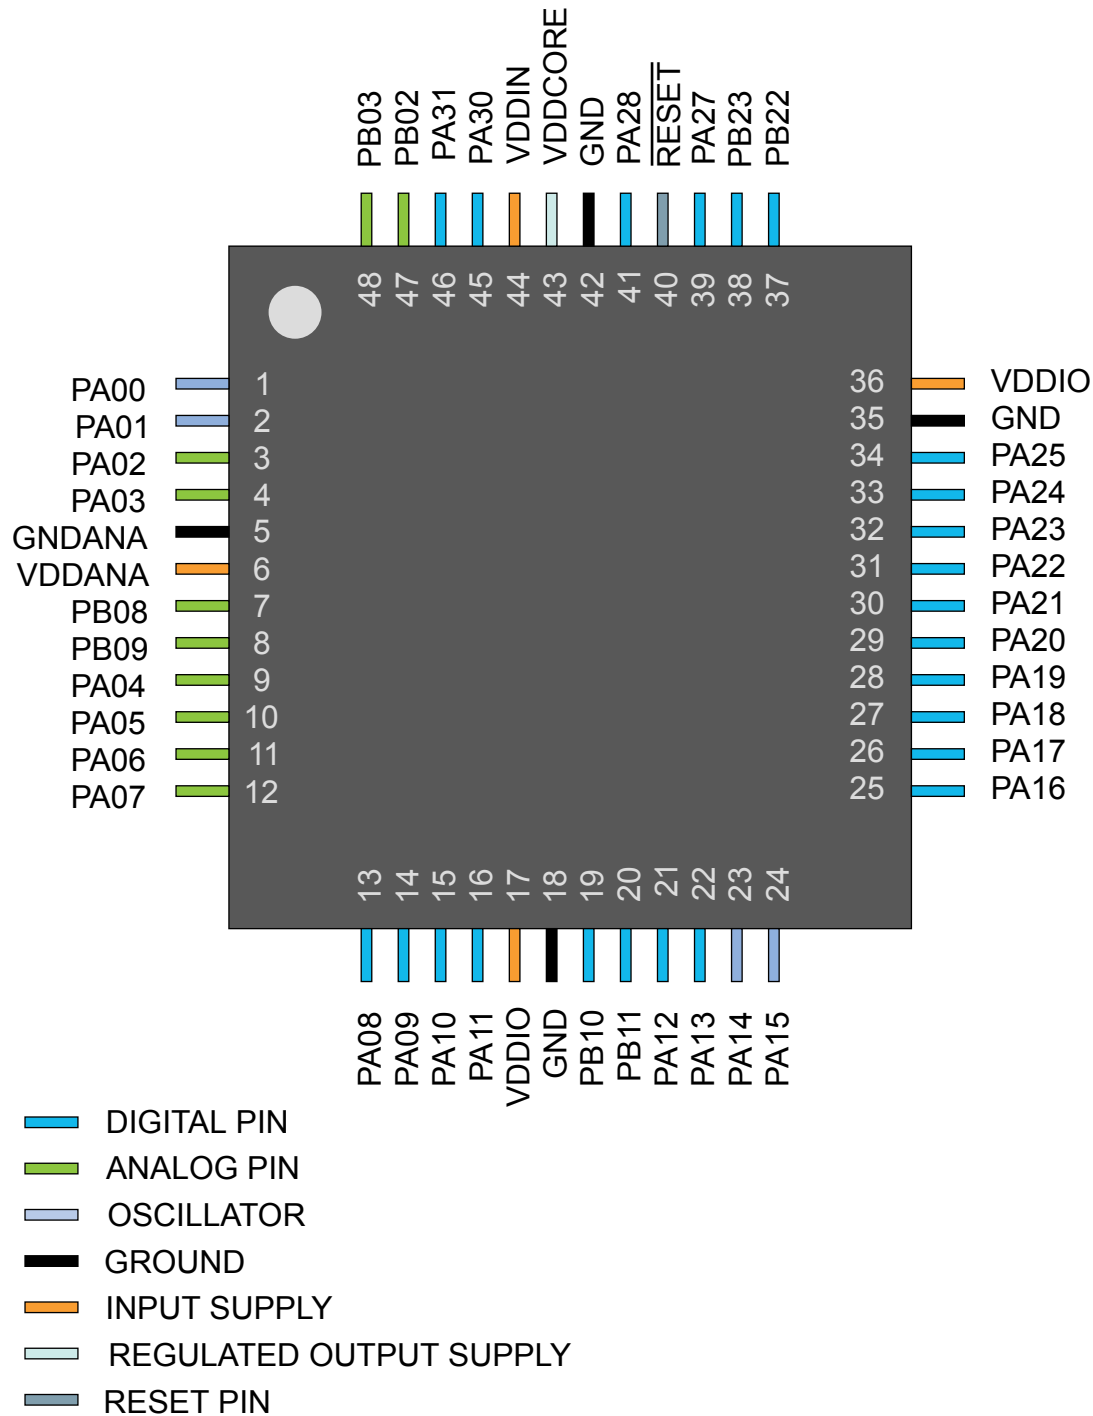 PB03
PB02
PA31
PA30
VDDIN
VDDCORE
GND
PA28
RESET
PA27
PB23
PB22
48
47
46
45
44
43
42
41
40
39
38
37
PA00
1
PA01
2
PA02
3
PA03
4
GNDANA
5
VDDANA
6
PB08
7
PB09
8
PA04
9
PA05
10
PA06
11
PA07
12
36
VDDIO
35
GND
34
PA25
33
PA24
32
PA23
31
PA22
30
PA21
29
PA20
28
PA19
27
PA18
26
PA17
25
PA16
13
14
15
16
17
18
19
20
21
22
23
24
PA08
PA09
PA10
PA11
VDDIO
GND
PB10
PB11
PA12
PA13
PA14
PA15
DIGITAL PIN
ANALOG PIN
OSCILLATOR
GROUND
INPUT SUPPLY
REGULATED OUTPUT SUPPLY
RESET PIN